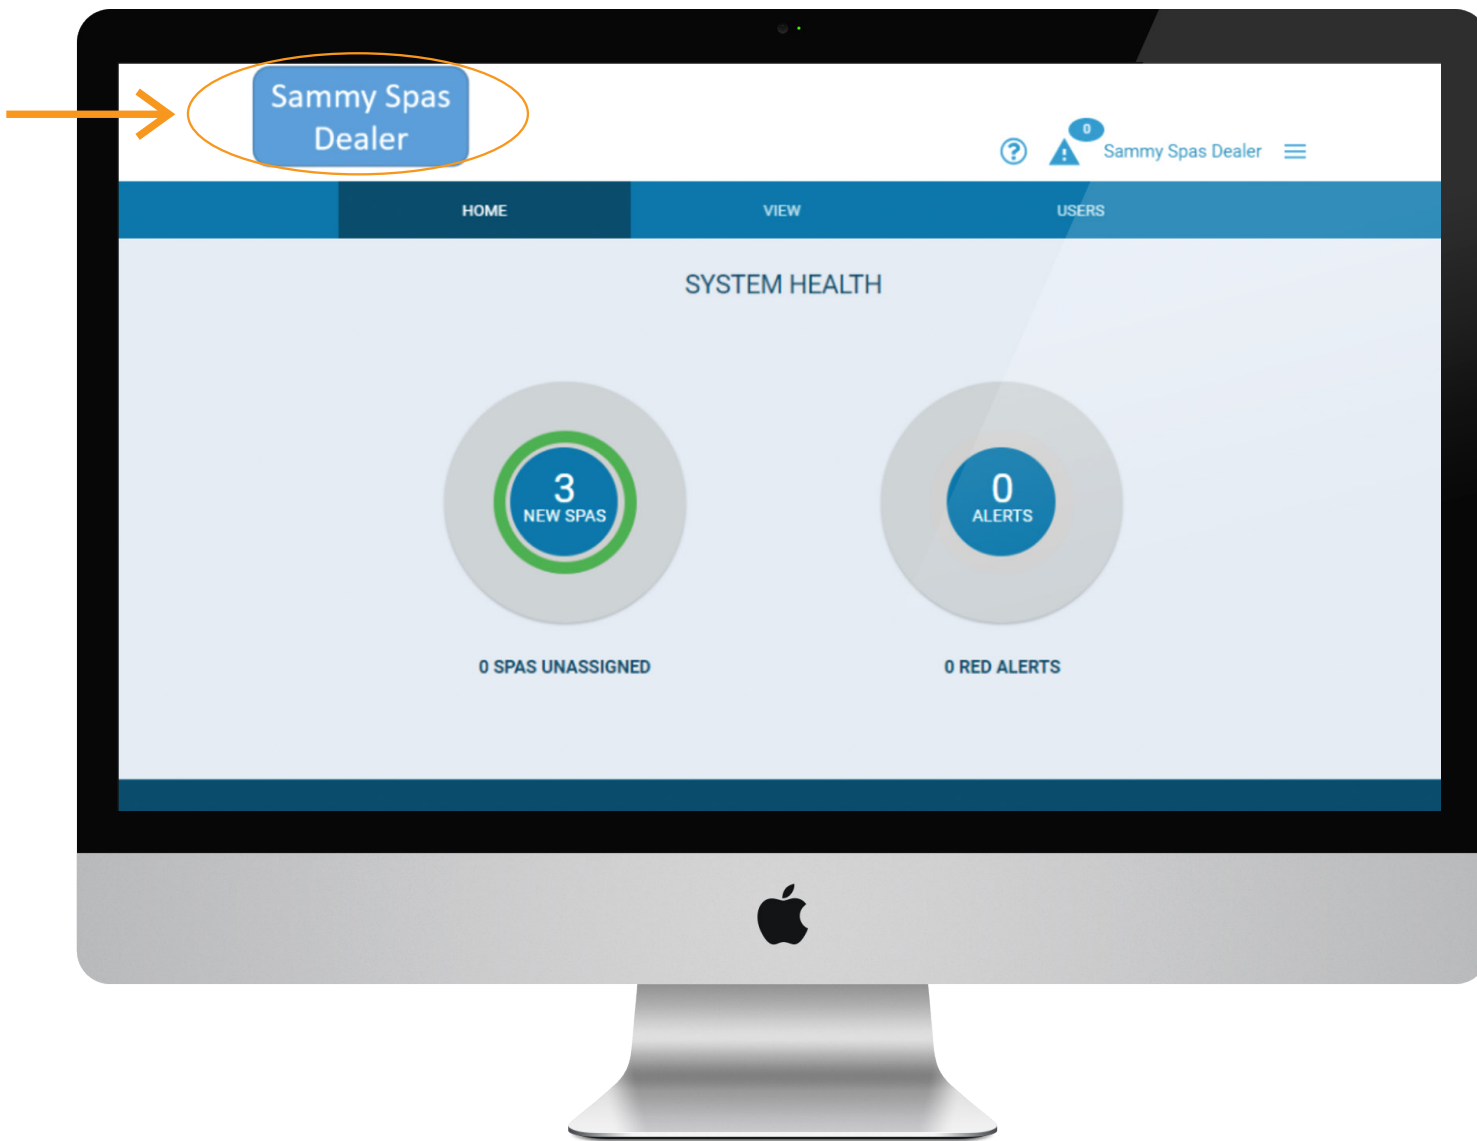 Sammy Spas
Dealer
0
Sammy Spas Dealer
HOME VIEW USERS
SYSTEM HEALTH
3
NEW SPAS
0
ALERTS
0 SPAS UNASSIGNED
0 RED ALERTS